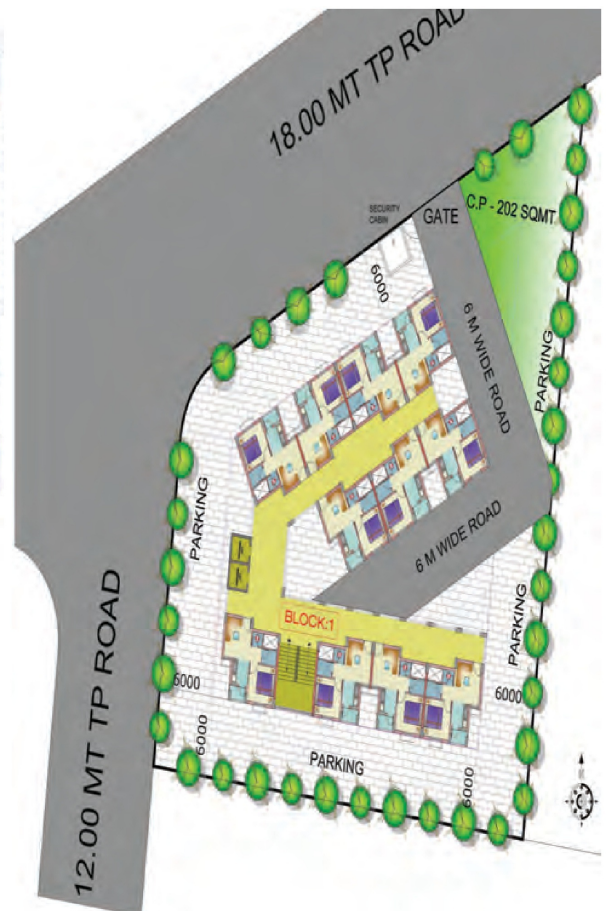 18.00 MT TP ROAD
SECURITY
CABIN
GATE
C.P - 202 SQMT
6000
6 M WIDE ROAD
PARKING
PARKING
6 M WIDE ROAD
BLOCK:1
12.00 MT TP ROAD
PARKING
6000
6000
6000
PARKING
6000